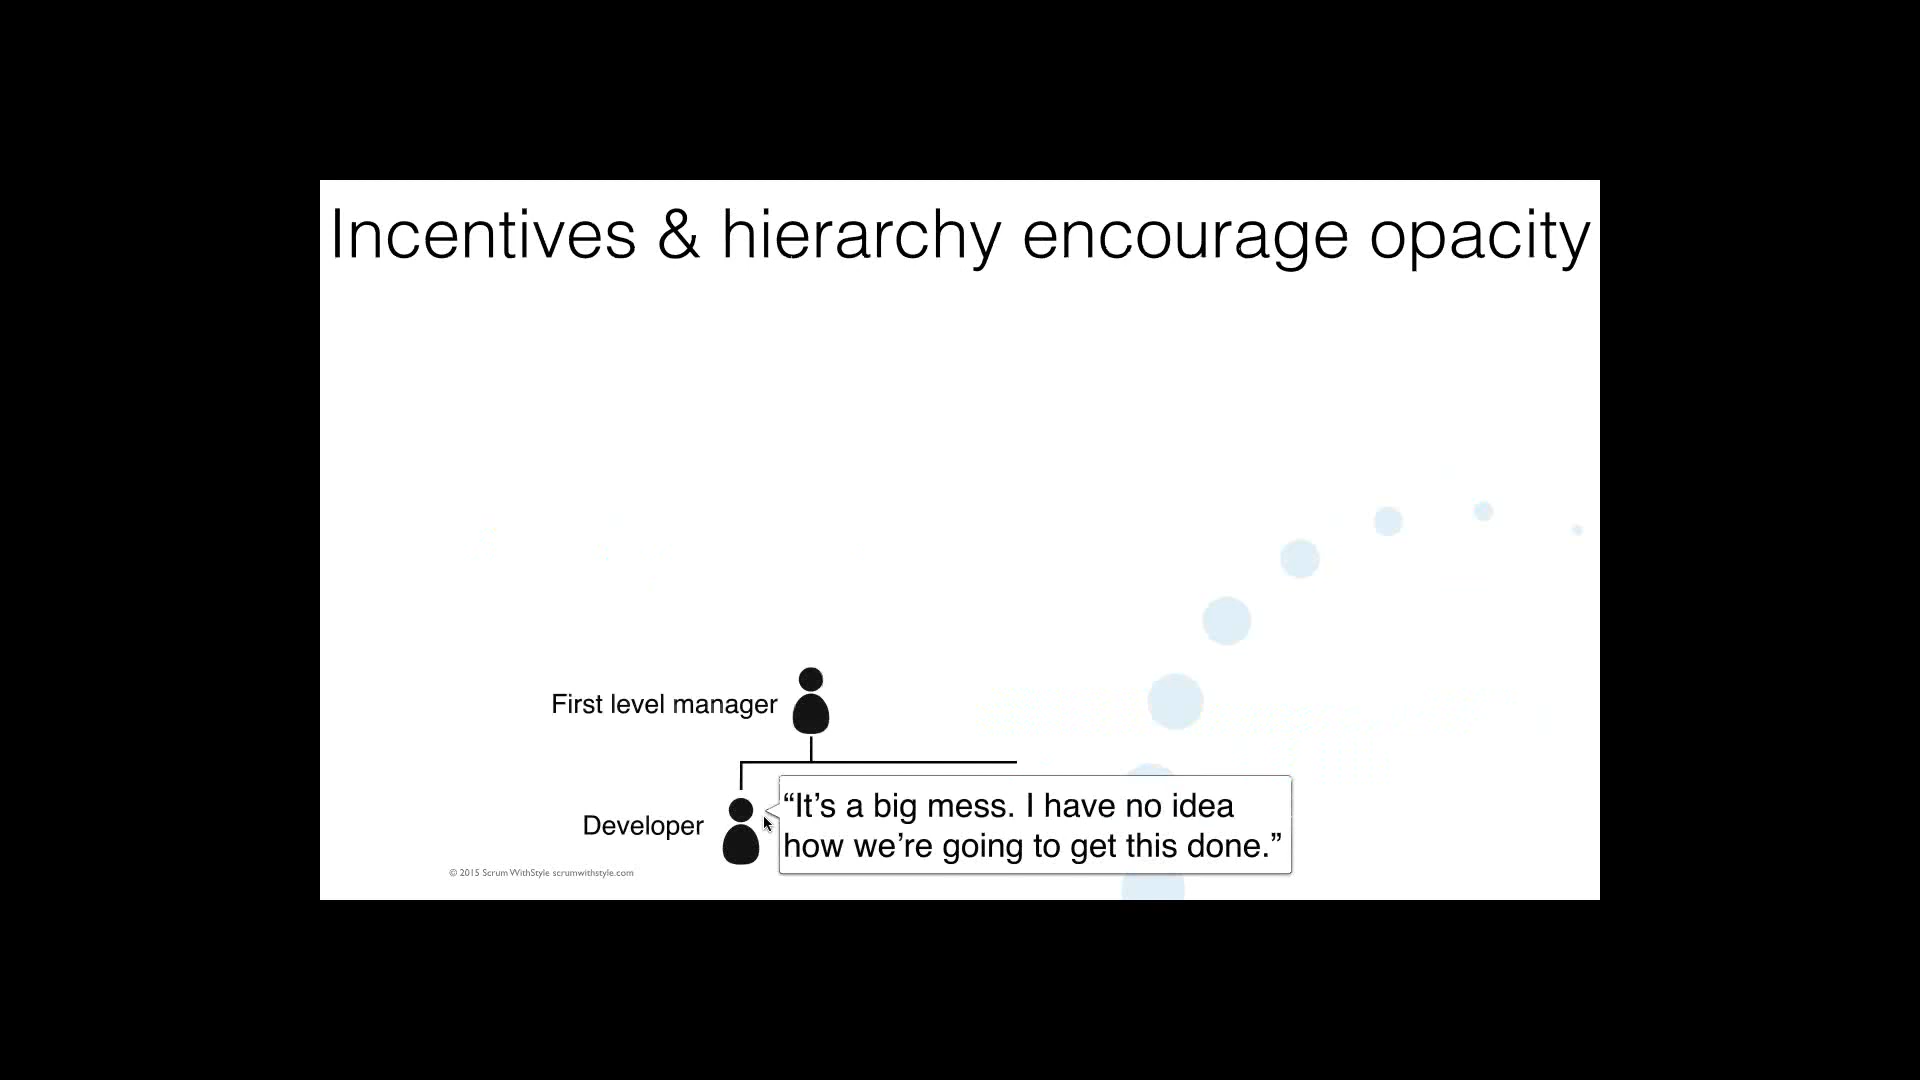 Incentives & hierarchy encourage opacity
First level manager
Developer
“It’s a big mess. I have no idea
how we’re going to get this done.”
© 2015 Scrum WithStyle scrumwithstyle.com